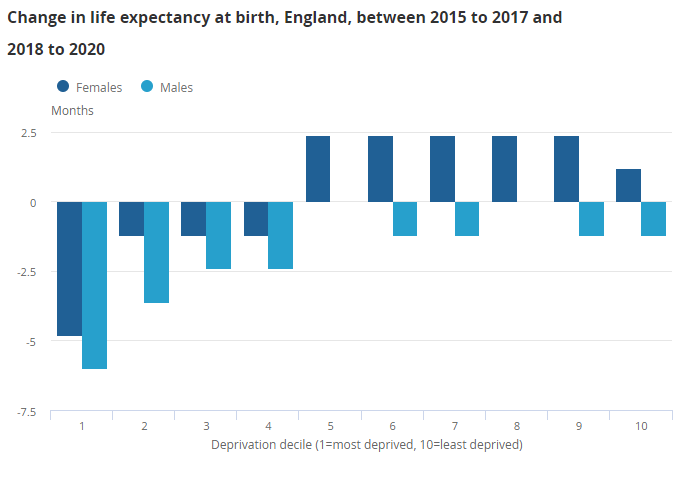 Change in life expectancy at birth, England, between 2015 to 2017 and
2018 to 2020
Females Males
Months
2.5
0
-2.5
-5
-7.5
1 2 3 4 5 6 7 8 9 10
Deprivation decile (1=most deprived, 10=least deprived)